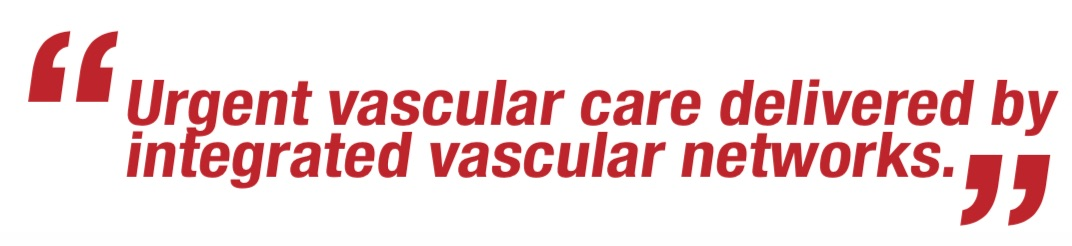 “Urgent vascular care delivered by
integrated vascular networks.”